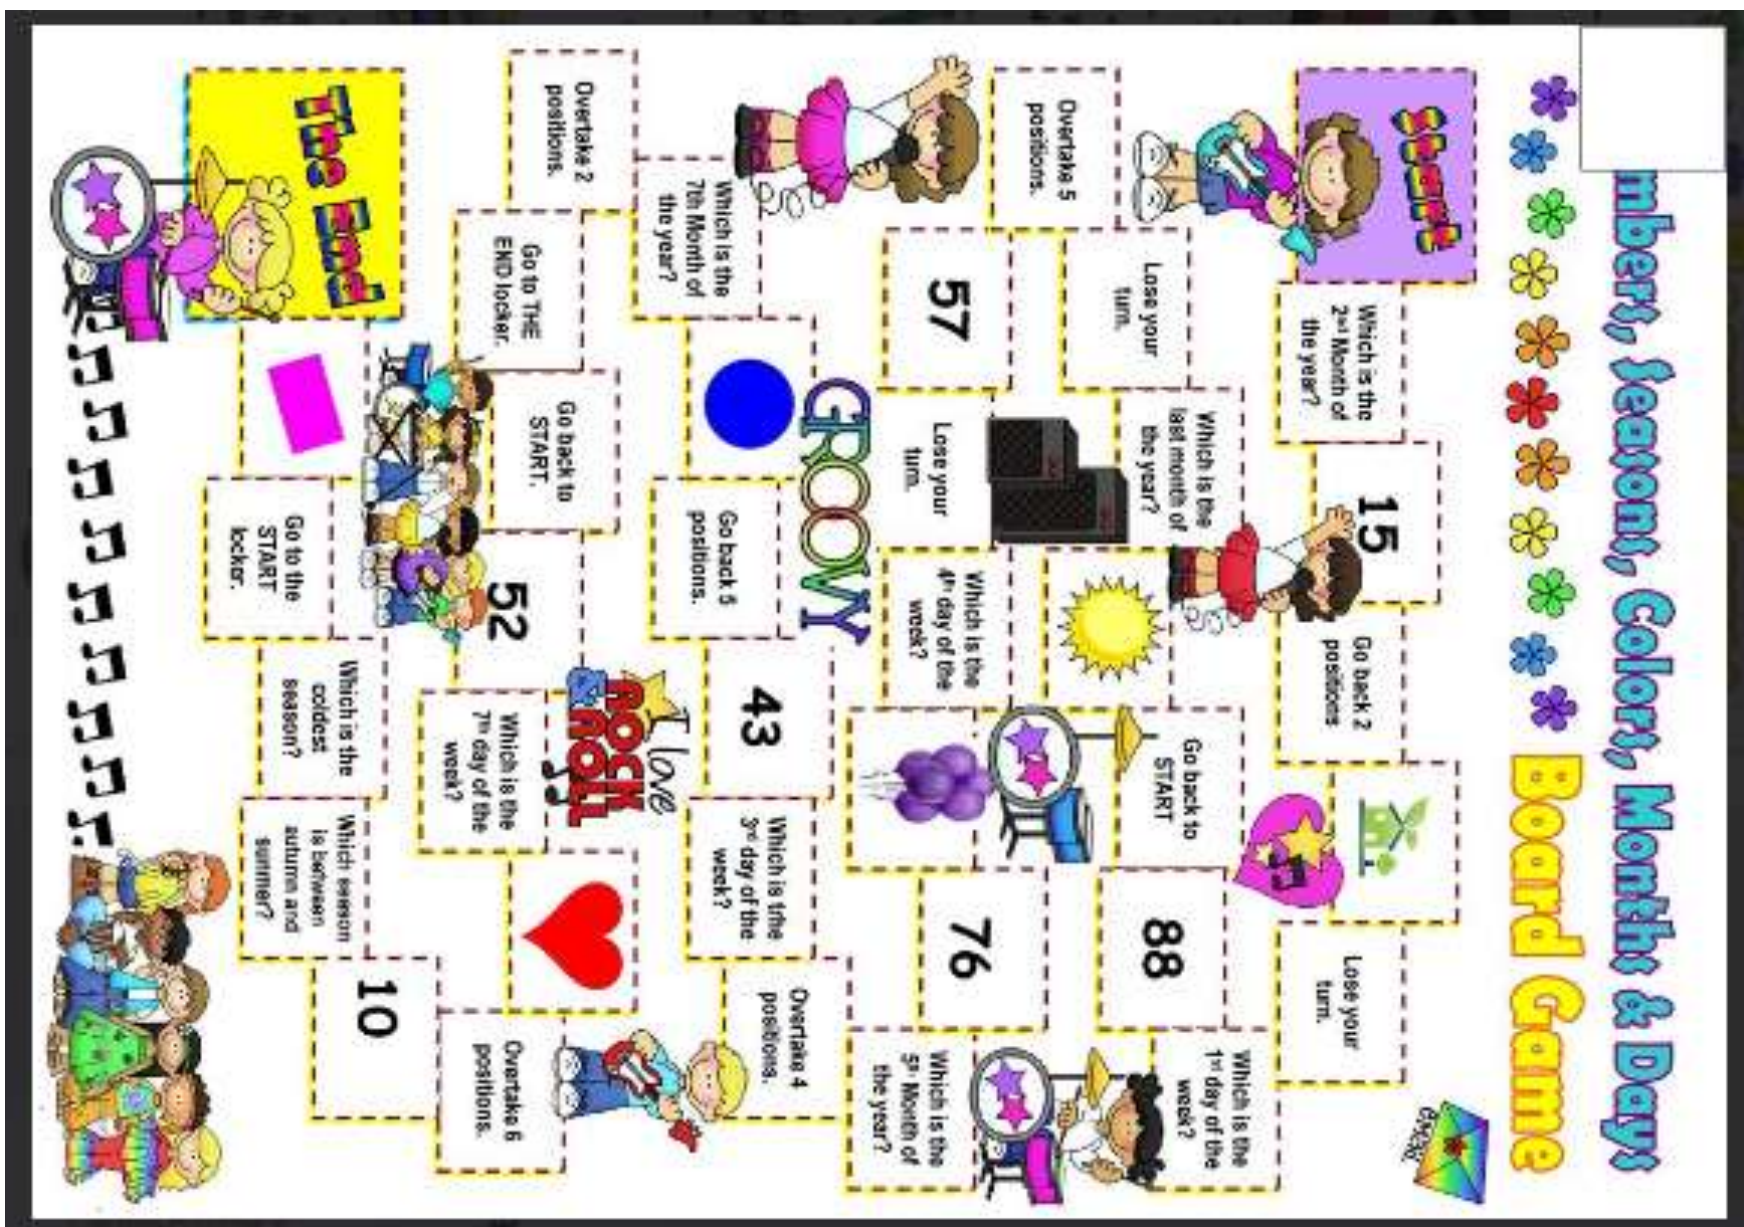 mbers, Seasons, Colors, Months & Days
Board Game
Start
Which is the
2nd Month of
the year?
15
Go back 2
positions
Lose your
turn.
Which is the
1st day of the
week?
88
Go back to
START
Which is the
last month of
the year?
Lose your
turn.
Overtake 5
positions.
57
Lose your
turn.
Which is the
4th day of the
week?
76
Which is the
5th Month of
the year?
Overtake 4
positions.
Which is trhe
3rd day of the
week?
43
Go back 5
positions.
GROOVY
Which is the
7th Month of
the year?
Overtake 2
positions.
Go to THE
END locker.
Go back to
START.
52
I love
ROCK
& ROLL
Which is the
7th day of the
week?
Overtake 6
positions.
10
Which season
is between
autumn and
summer?
Which is the
coldest
season?
Go to the
START
locker.
The End